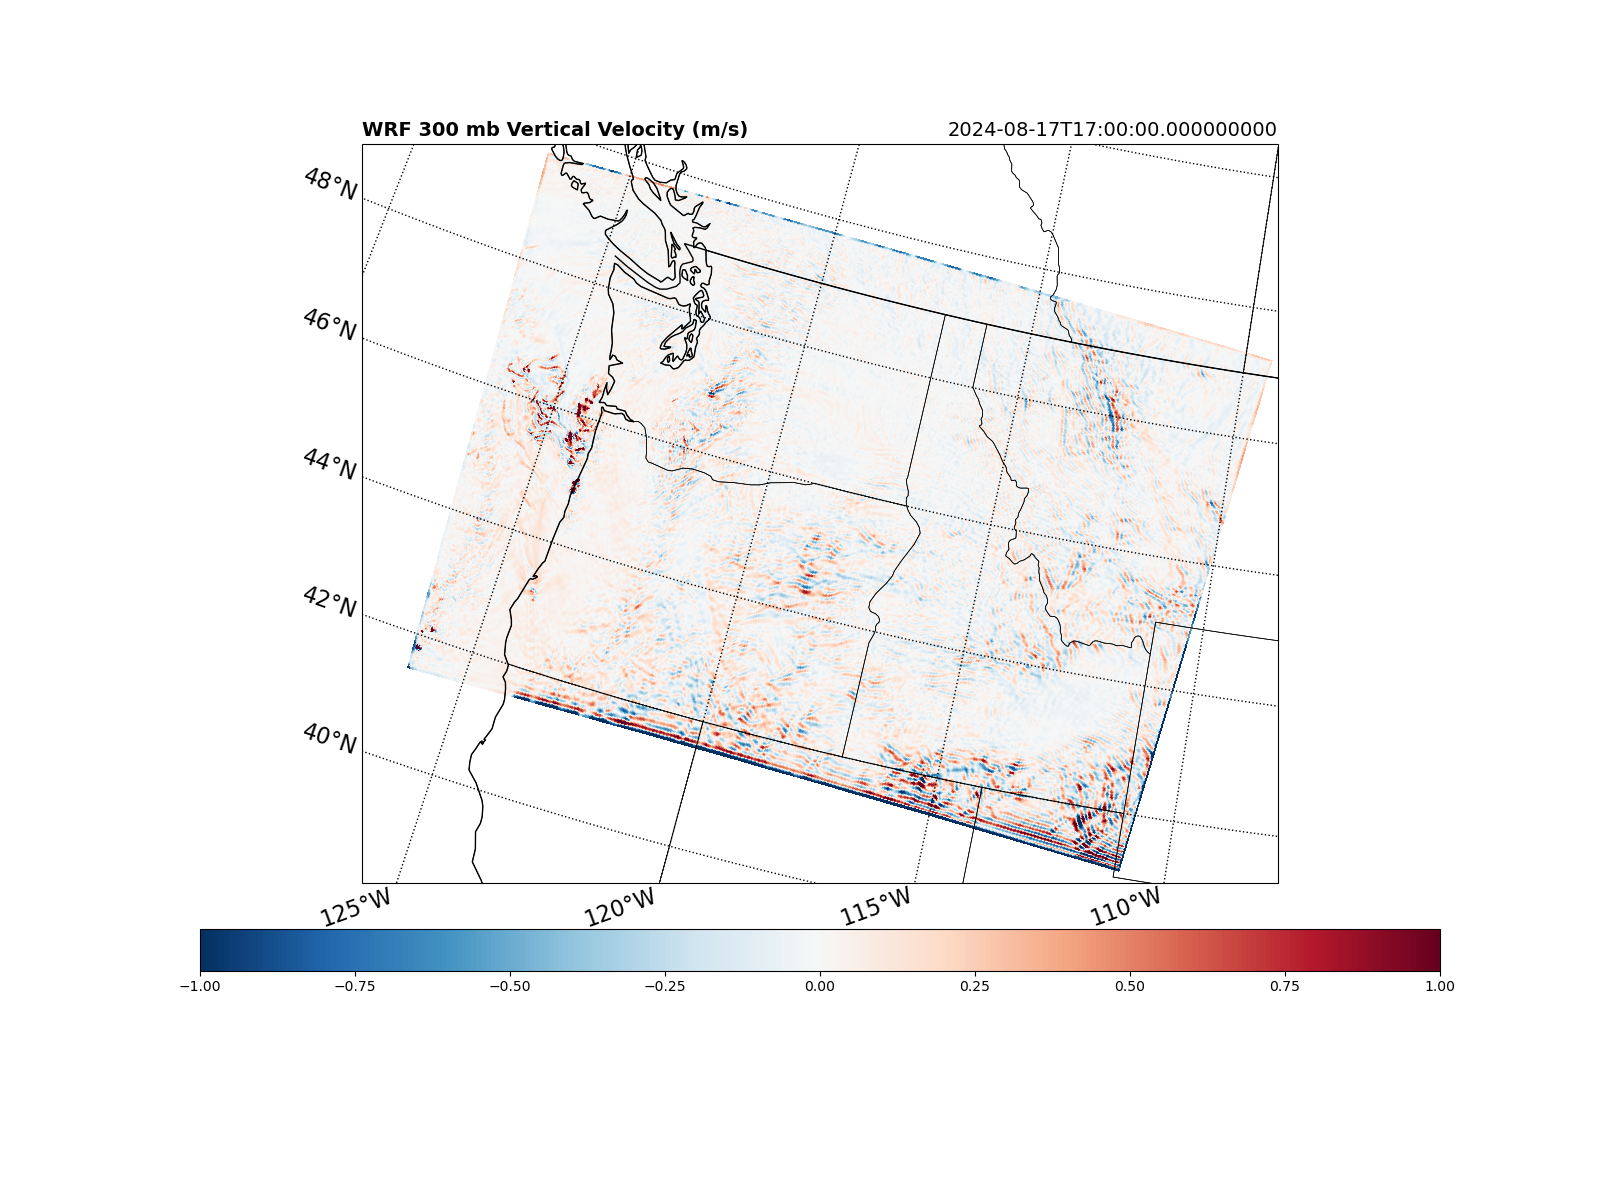 WRF 300 mb Vertical Velocity (m/s)
2024-08-17T17:00:00.000000000
48°N
46°N
44°N
42°N
40°N
125°W
120°W
115°W
110°W
−1.00
−0.75
−0.50
−0.25
0.00
0.25
0.50
0.75
1.00